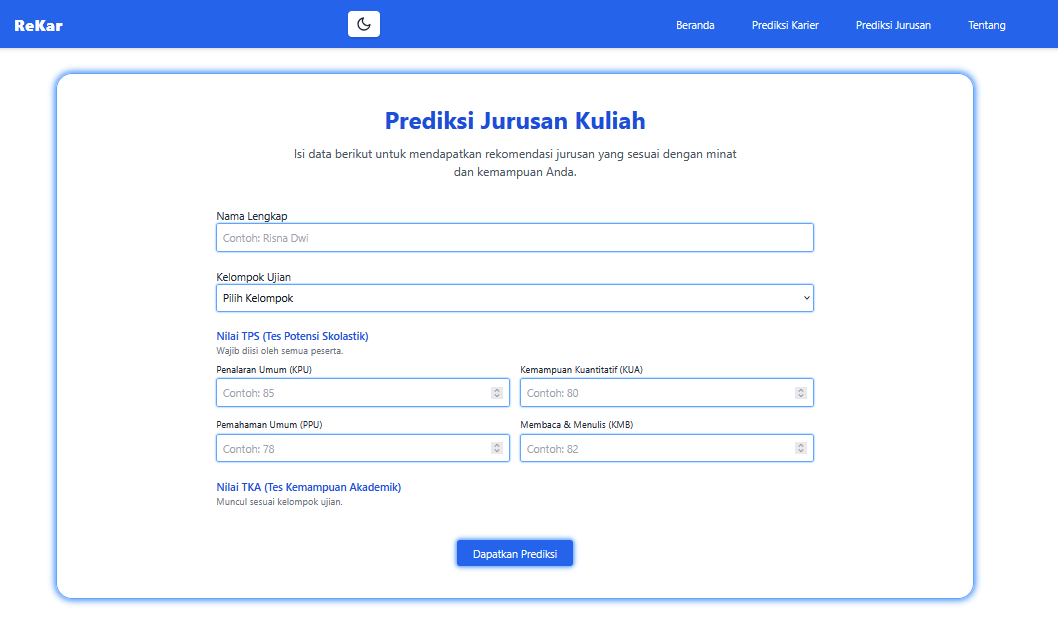 ReKar
Beranda
Prediksi Karier
Prediksi Jurusan
Tentang
Prediksi Jurusan Kuliah
Isi data berikut untuk mendapatkan rekomendasi jurusan yang sesuai dengan minat
dan kemampuan Anda.
Nama Lengkap
Contoh: Risna Dwi
Kelompok Ujian
Pilih Kelompok
Nilai TPS (Tes Potensi Skolastik)
Wajib diisi oleh semua peserta.
Penalaran Umum (KPU)
Kemampuan Kuantitatif (KUA)
Contoh: 85
Contoh: 80
Pemahaman Umum (PPU)
Membaca & Menulis (KMB)
Contoh: 78
Contoh: 82
Nilai TKA (Tes Kemampuan Akademik)
Muncul sesuai kelompok ujian.
Dapatkan Prediksi